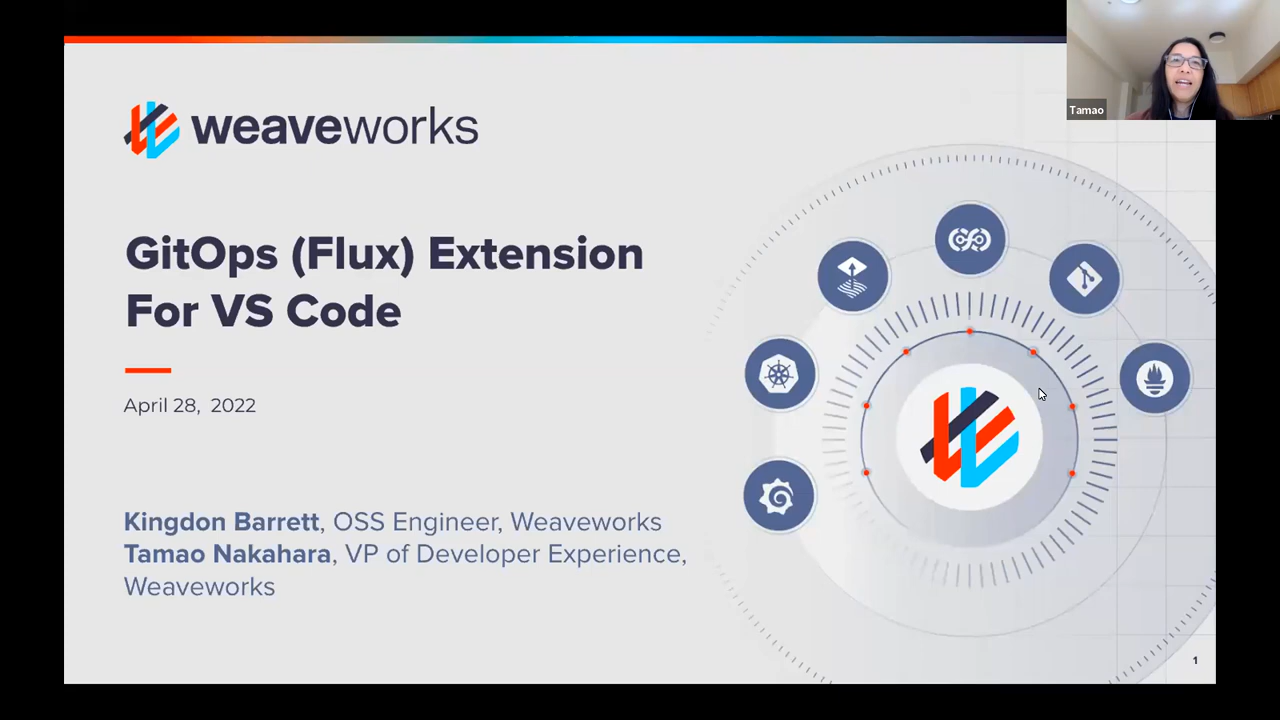 Tamao
weaveworks
GitOps (Flux) Extension
For VS Code
April 28, 2022
Kingdon Barrett, OSS Engineer, Weaveworks
Tamao Nakahara, VP of Developer Experience,
Weaveworks
1